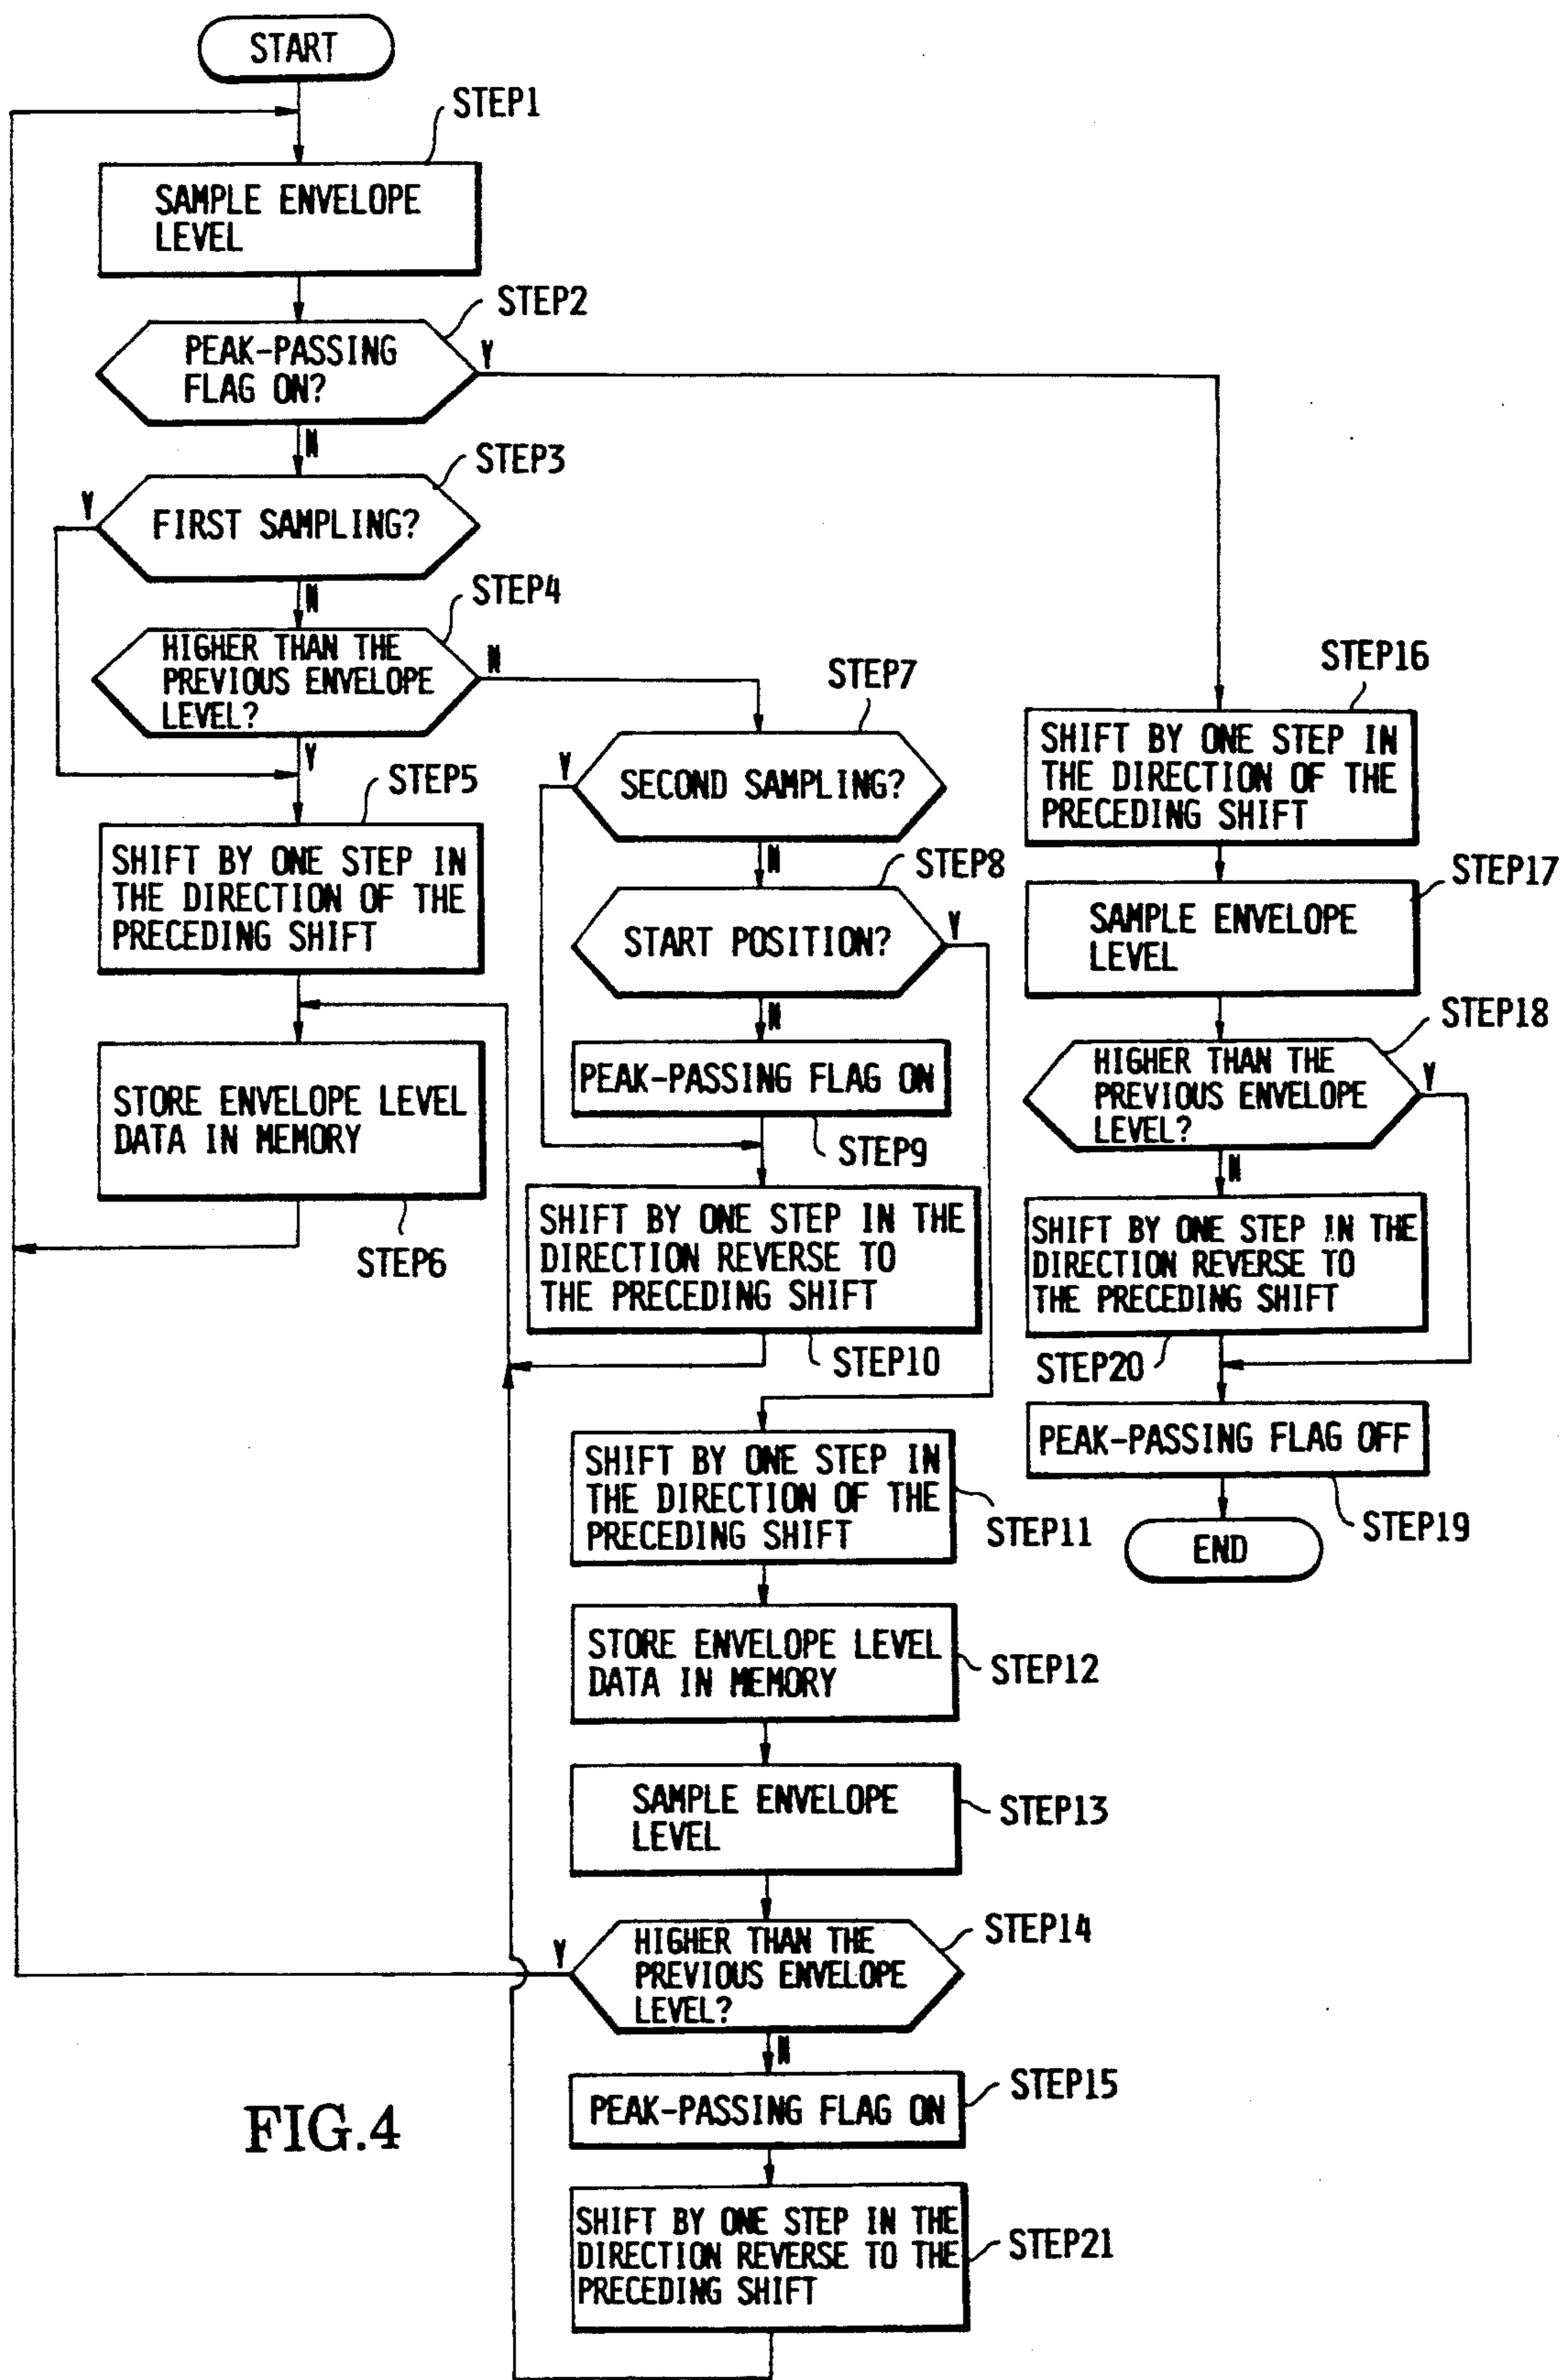 START
STEP1
SAMPLE ENVELOPE
LEVEL
STEP2
PEAK-PASSING
FLAG ON?
Y
N
STEP3
FIRST SAMPLING?
Y
N
STEP4
HIGHER THAN THE
PREVIOUS ENVELOPE
LEVEL?
N
Y
STEP5
SHIFT BY ONE STEP IN
THE DIRECTION OF THE
PRECEDING SHIFT
STORE ENVELOPE LEVEL
DATA IN MEMORY
STEP6
STEP7
SECOND SAMPLING?
Y
N
STEP8
START POSITION?
Y
N
PEAK-PASSING FLAG ON
STEP9
SHIFT BY ONE STEP IN THE
DIRECTION REVERSE TO
THE PRECEDING SHIFT
STEP10
SHIFT BY ONE STEP IN
THE DIRECTION OF THE
PRECEDING SHIFT
STEP11
STORE ENVELOPE LEVEL
DATA IN MEMORY
STEP12
SAMPLE ENVELOPE
LEVEL
STEP13
HIGHER THAN THE
PREVIOUS ENVELOPE
LEVEL?
STEP14
Y
N
PEAK-PASSING FLAG ON
STEP15
SHIFT BY ONE STEP IN THE
DIRECTION REVERSE TO THE
PRECEDING SHIFT
STEP21
STEP16
SHIFT BY ONE STEP IN
THE DIRECTION OF THE
PRECEDING SHIFT
STEP17
SAMPLE ENVELOPE
LEVEL
STEP18
HIGHER THAN THE
PREVIOUS ENVELOPE
LEVEL?
Y
N
SHIFT BY ONE STEP IN THE
DIRECTION REVERSE TO
THE PRECEDING SHIFT
STEP20
PEAK-PASSING FLAG OFF
STEP19
END
FIG.4